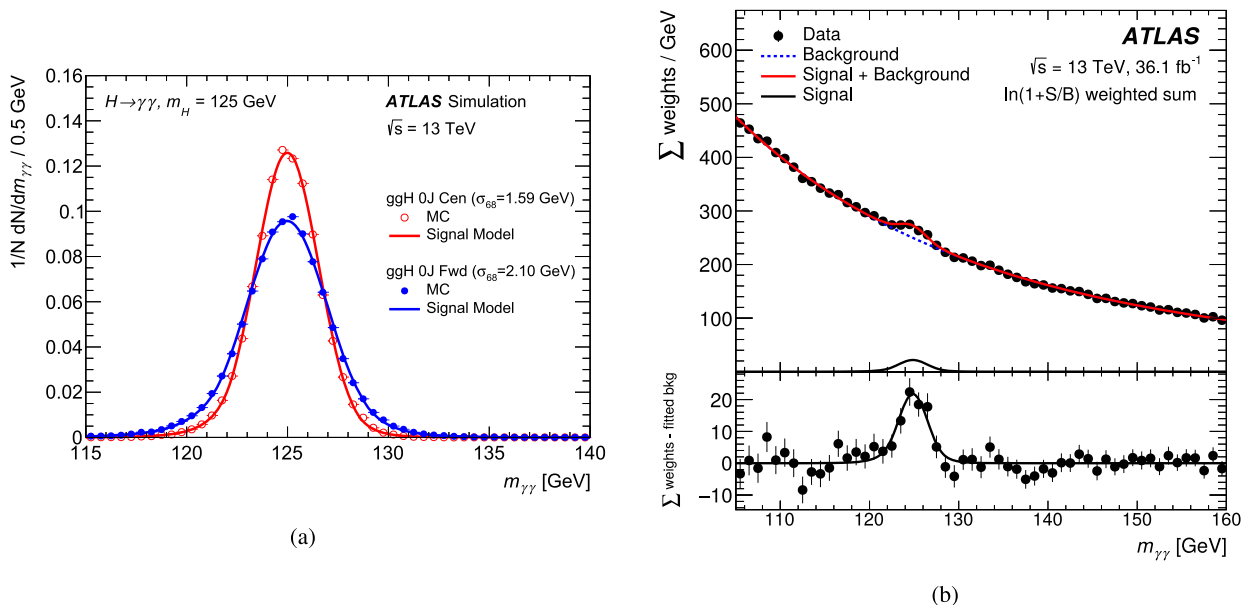 H→γγ, m_H = 125 GeV
ATLAS Simulation
√s = 13 TeV
ggH 0J Cen (σ₆₈=1.59 GeV)
MC
Signal Model
ggH 0J Fwd (σ₆₈=2.10 GeV)
MC
Signal Model
1/N dN/dm_γγ / 0.5 GeV
0.16
0.14
0.12
0.1
0.08
0.06
0.04
0.02
0
115 120 125 130 135 140
m_γγ [GeV]
(a)
Data
Background
Signal + Background
Signal
ATLAS
√s = 13 TeV, 36.1 fb⁻¹
ln(1+S/B) weighted sum
∑ weights / GeV
600
500
400
300
200
100
∑ weights - fitted bkg
20
10
0
−10
110 120 130 140 150 160
m_γγ [GeV]
(b)